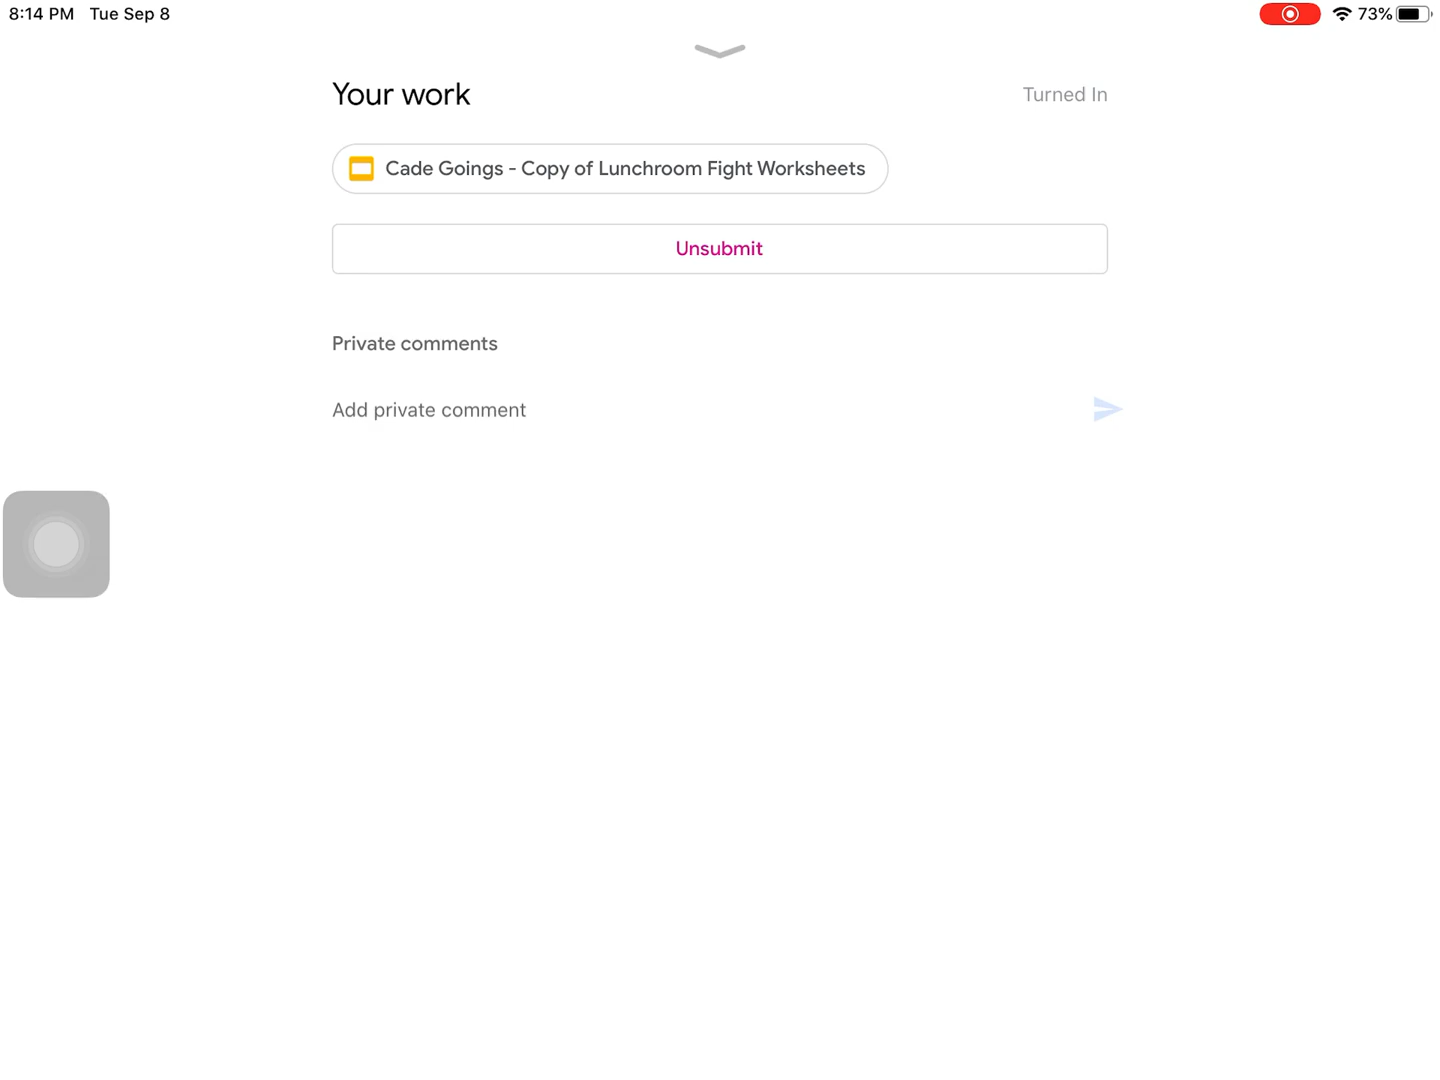 8:14 PM Tue Sep 8 73%
Your work Turned In
Cade Goings - Copy of Lunchroom Fight Worksheets
Unsubmit
Private comments
Add private comment